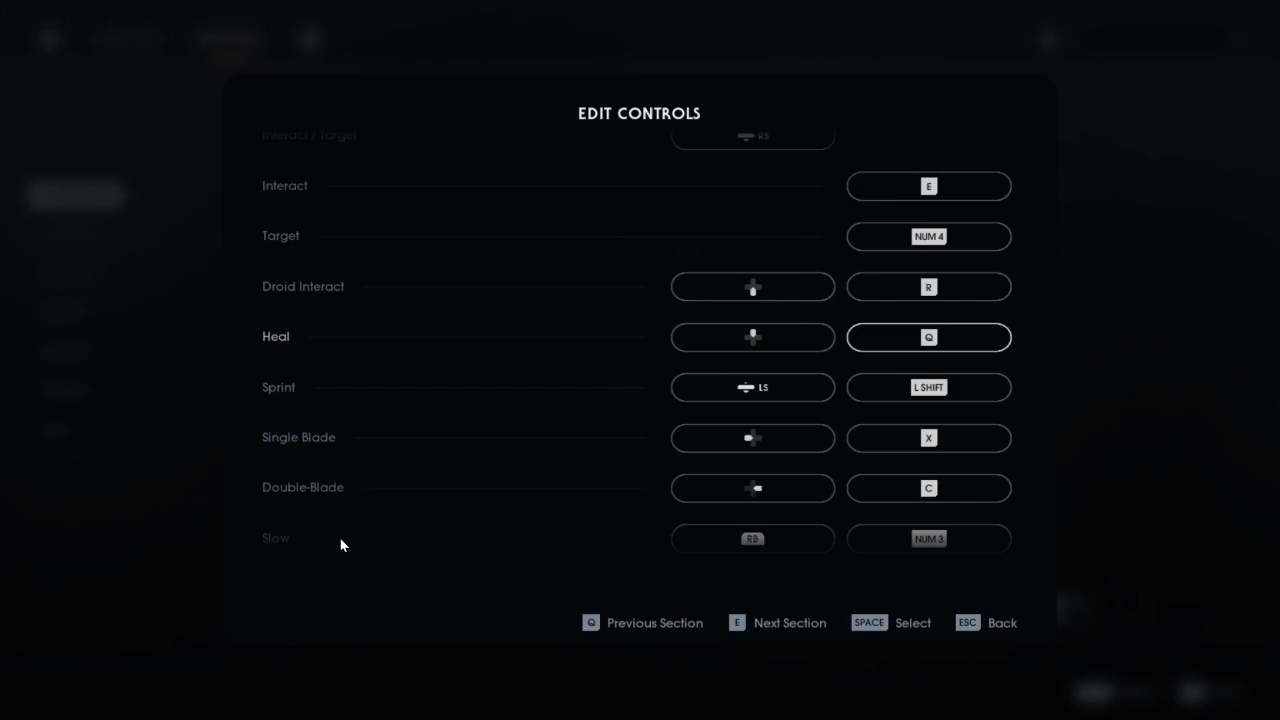 EDIT CONTROLS
Interact / Target RS
Interact E
Target NUM 4
Droid Interact R
Heal Q
Sprint LS L SHIFT
Single Blade X
Double-Blade C
Slow RB NUM 3
Q Previous Section E Next Section SPACE Select ESC Back